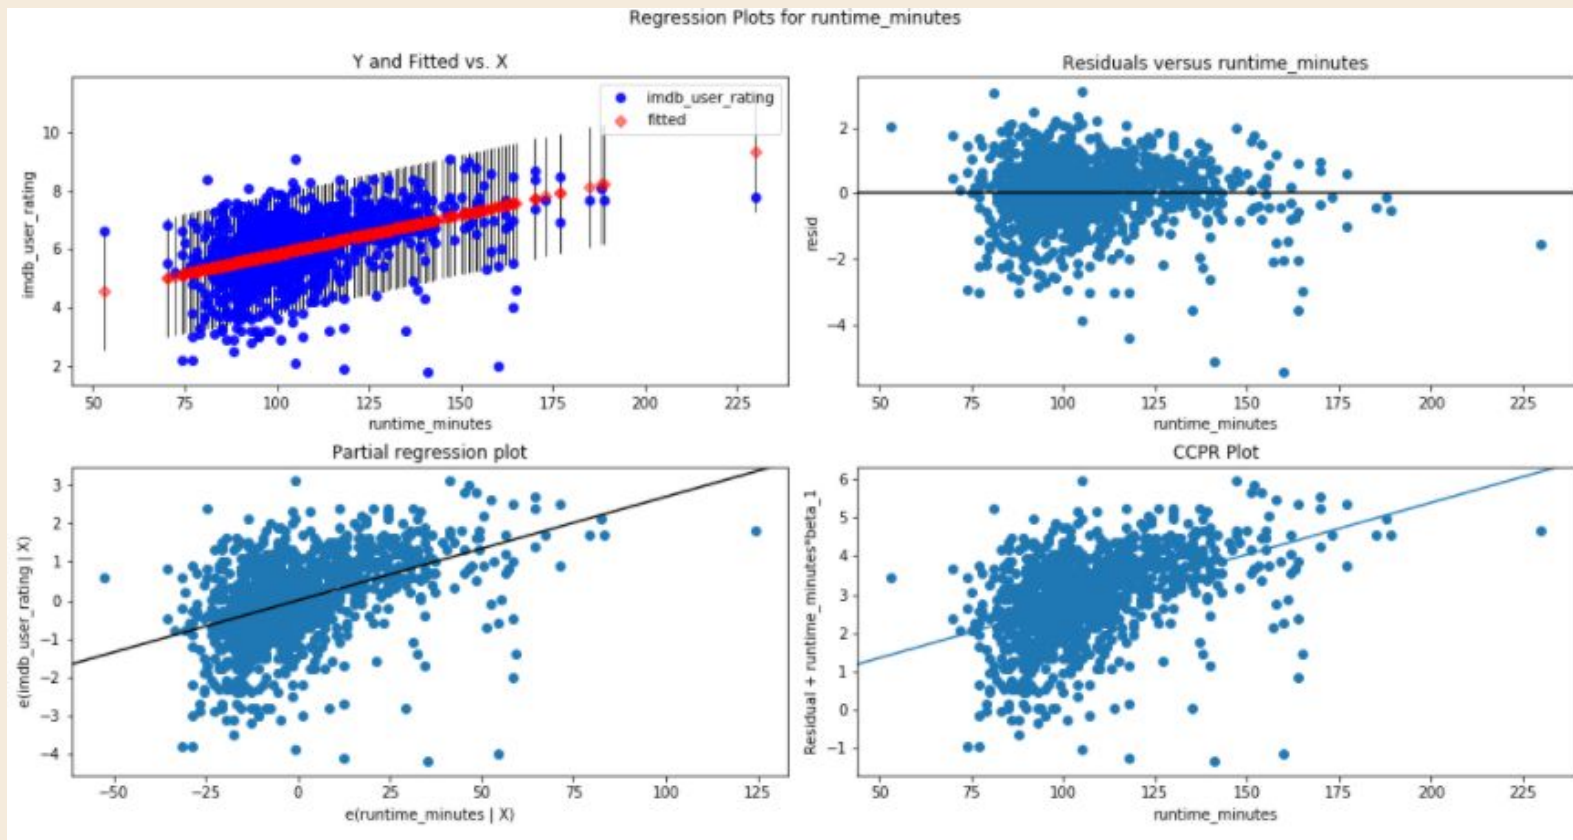 Regression Plots for runtime_minutes
Y and Fitted vs. X
imdb_user_rating
fitted
10
8
6
4
2
imdb_user_rating
50 75 100 125 150 175 200 225
runtime_minutes
Residuals versus runtime_minutes
2
0
−2
−4
resid
50 75 100 125 150 175 200 225
runtime_minutes
Partial regression plot
3
2
1
0
−1
−2
−3
−4
e(imdb_user_rating | X)
−50 −25 0 25 50 75 100 125
e(runtime_minutes | X)
CCPR Plot
6
5
4
3
2
1
0
−1
Residual + runtime_minutes*beta_1
50 75 100 125 150 175 200 225
runtime_minutes